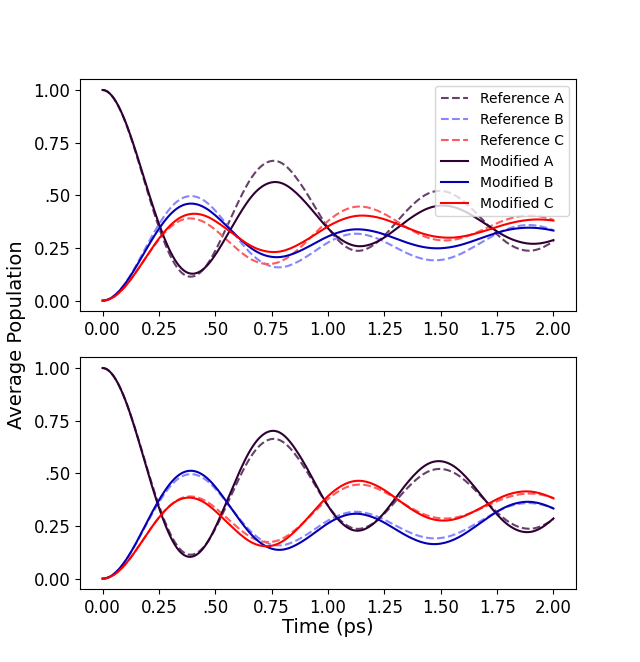 1.00
0.75
.50
0.25
0.00
Reference A
Reference B
Reference C
Modified A
Modified B
Modified C
0.00 0.25 .50 0.75 1.00 1.25 1.50 1.75 2.00
Average Population
1.00
0.75
.50
0.25
0.00
0.00 0.25 .50 0.75 1.00 1.25 1.50 1.75 2.00
Time (ps)